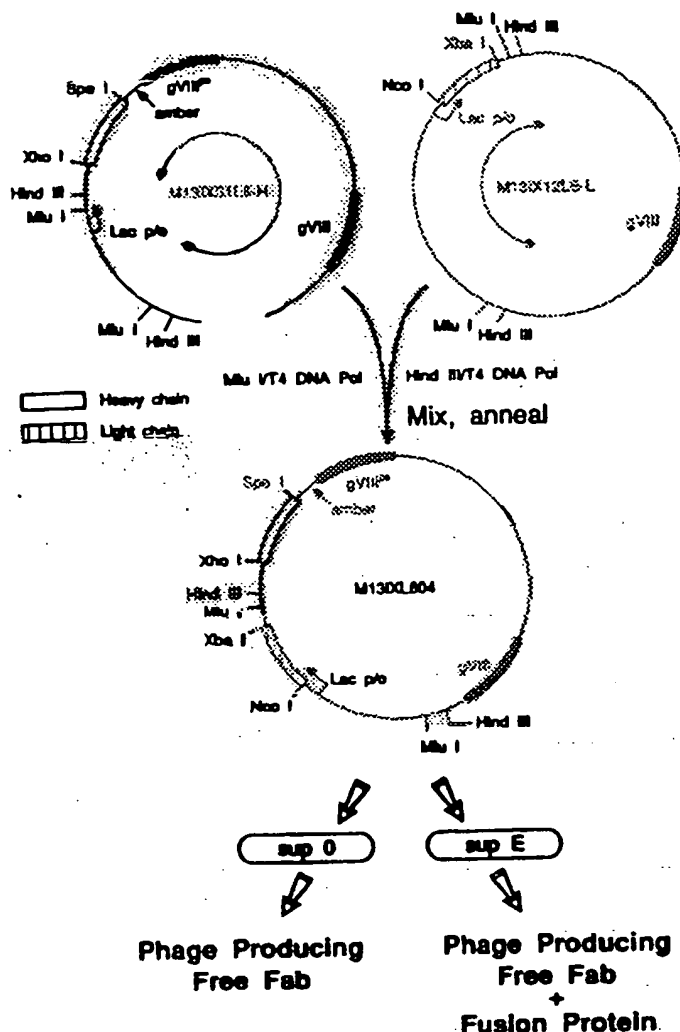 Spe I
gVIII
amber
Xho I
Hind III
Mlu I
Lac p/o
gVIII
Mlu I
Hind III
Mlu I
Hind III
Xba I
Nco I
Lac p/o
gVIII
Mlu I
Hind III
Mlu I/T4 DNA Pol
Hind III/T4 DNA Pol
Heavy chain
Light chain
Mix, anneal
Spe I
gVIII
amber
Xho I
Hind III
Mlu I
Xba I
M13IXL604
Lac p/o
Nco I
gVIII
Hind III
Mlu I
sup O
sup E
Phage Producing
Free Fab
Phage Producing
Free Fab
+
Fusion Protein